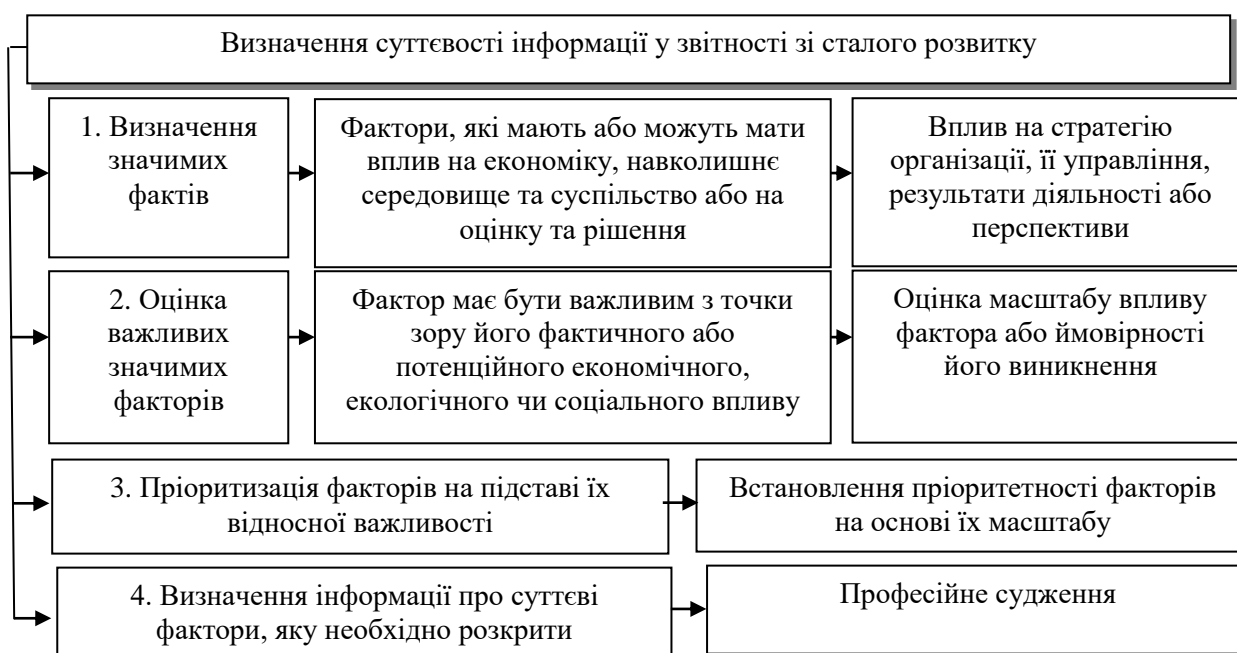 Визначення суттєвості інформації у звітності зі сталого розвитку
1. Визначення
значимих
фактів
Фактори, які мають або можуть мати
вплив на економіку, навколишнє
середовище та суспільство або на
оцінку та рішення
Вплив на стратегію
організації, її управління,
результати діяльності або
перспективи
2. Оцінка
важливих
значимих
факторів
Фактор має бути важливим з точки
зору його фактичного або
потенційного економічного,
екологічного чи соціального впливу
Оцінка масштабу впливу
фактора або ймовірності
його виникнення
3. Пріоритизація факторів на підставі їх
відносної важливості
Встановлення пріоритетності факторів
на основі їх масштабу
4. Визначення інформації про суттєві
фактори, яку необхідно розкрити
Професійне судження